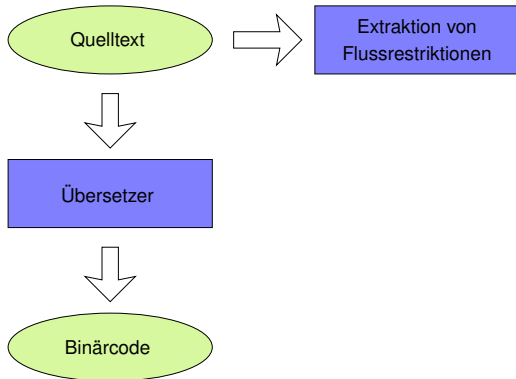 Quelltext
Extraktion von
Flussrestriktionen
Übersetzer
Binärcode